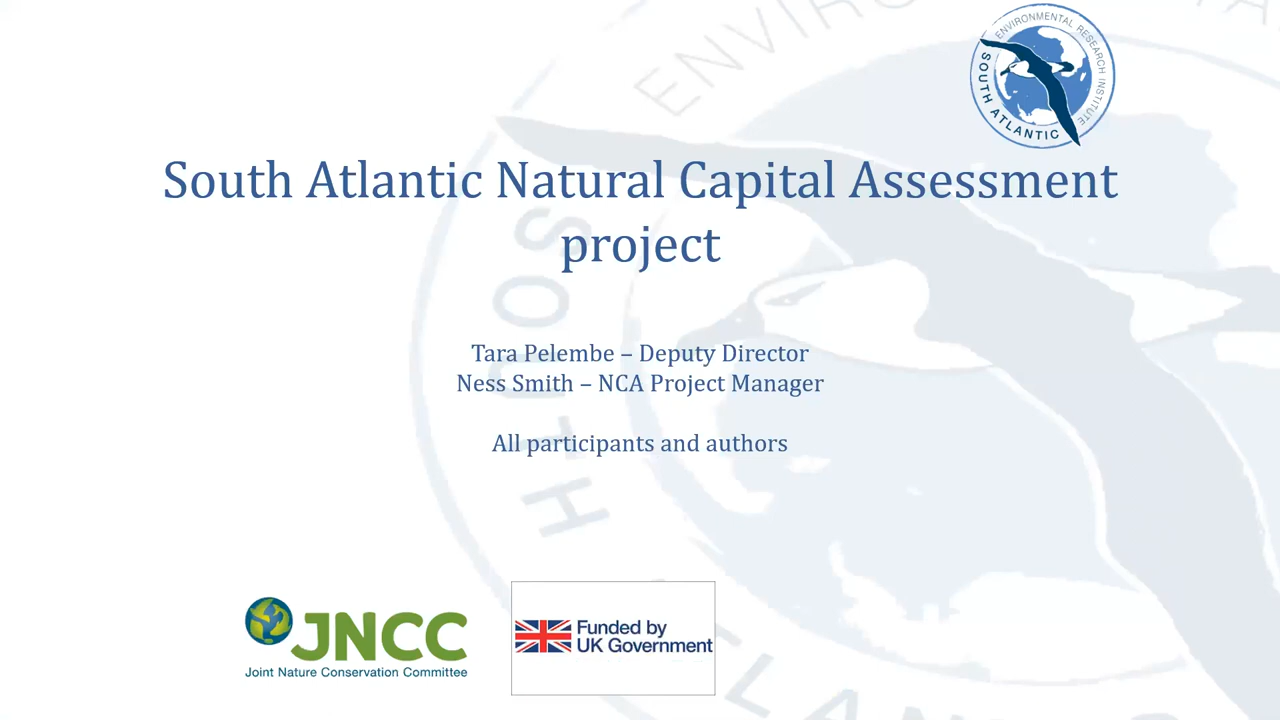 ENVIRONMENTAL RESEARCH INSTITUTE
SOUTH ATLANTIC
South Atlantic Natural Capital Assessment
project
Tara Pelembe – Deputy Director
Ness Smith – NCA Project Manager
All participants and authors
JNCC
Joint Nature Conservation Committee
Funded by
UK Government